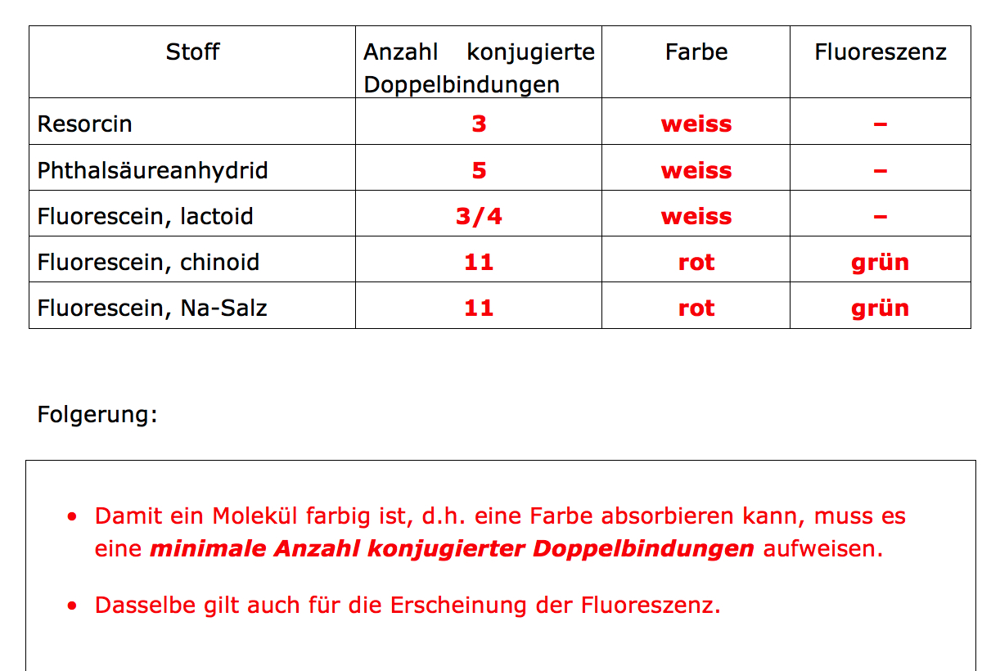 Stoff Anzahl konjugierte Doppelbindungen Farbe Fluoreszenz
Resorcin 3 weiss –
Phthalsäureanhydrid 5 weiss –
Fluorescein, lactoid 3/4 weiss –
Fluorescein, chinoid 11 rot grün
Fluorescein, Na-Salz 11 rot grün
Folgerung:
• Damit ein Molekül farbig ist, d.h. eine Farbe absorbieren kann, muss es
eine minimale Anzahl konjugierter Doppelbindungen aufweisen.
• Dasselbe gilt auch für die Erscheinung der Fluoreszenz.